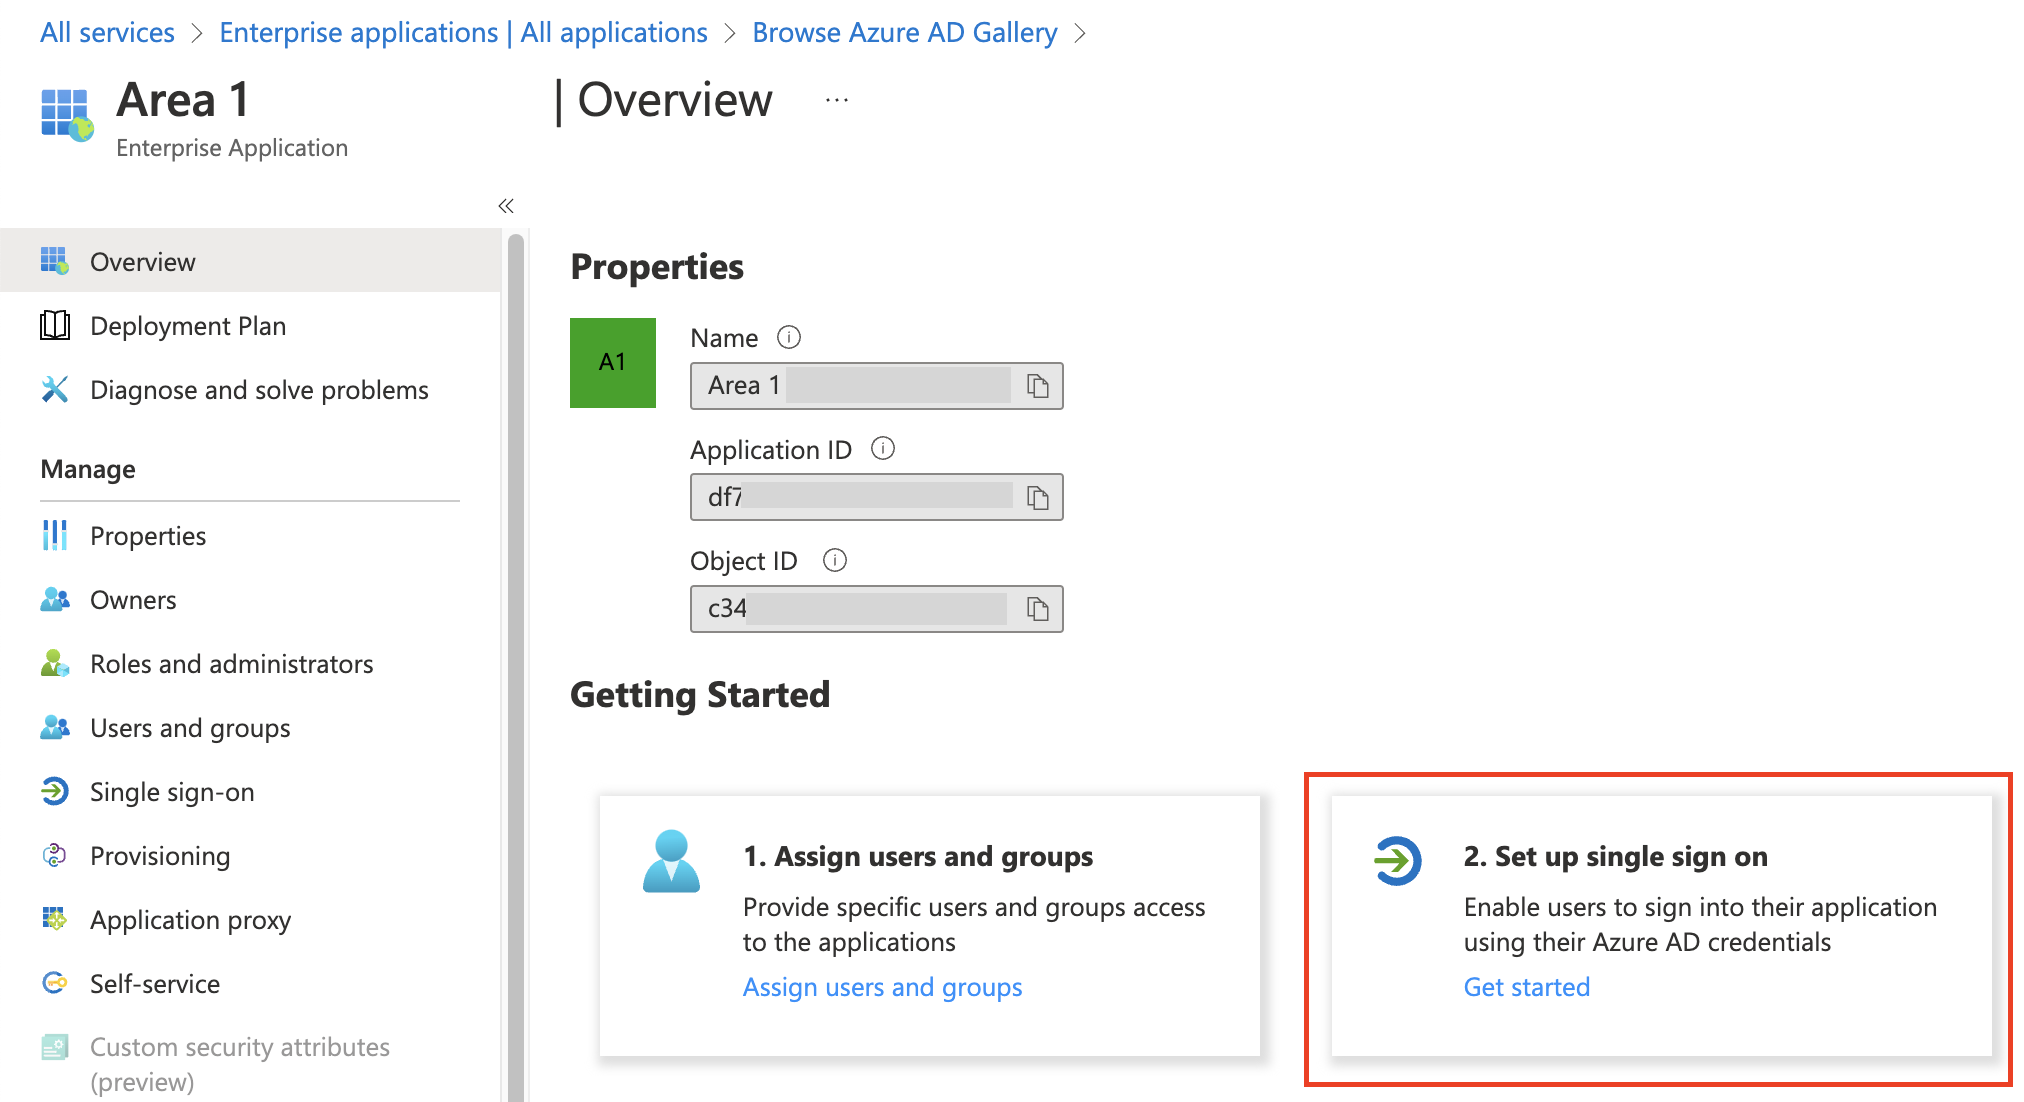 All services > Enterprise applications | All applications > Browse Azure AD Gallery >
Area 1 | Overview ...
Enterprise Application
«
Overview
Deployment Plan
Diagnose and solve problems
Manage
Properties
Owners
Roles and administrators
Users and groups
Single sign-on
Provisioning
Application proxy
Self-service
Custom security attributes
(preview)
Properties
A1
Name
Area 1
Application ID
df7
Object ID
c34
Getting Started
1. Assign users and groups
Provide specific users and groups access
to the applications
Assign users and groups
2. Set up single sign on
Enable users to sign into their application
using their Azure AD credentials
Get started